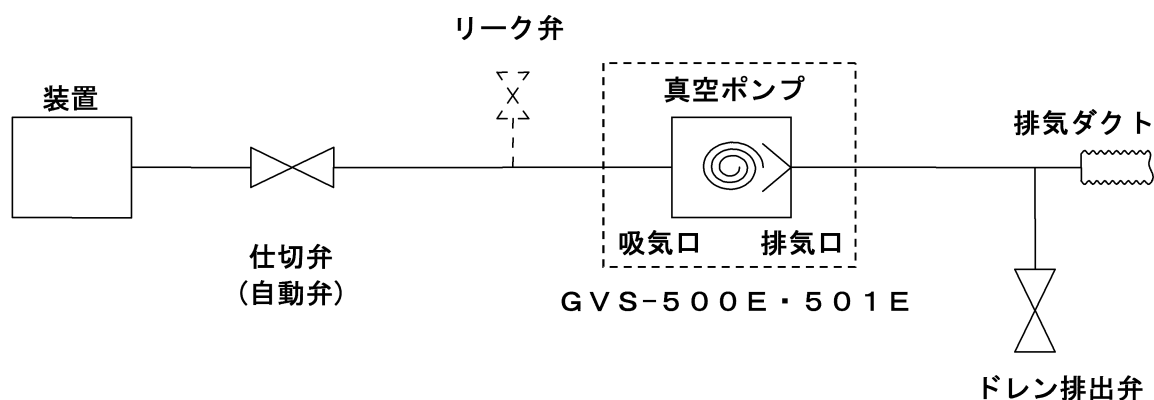 リーク弁
装置
真空ポンプ
排気ダクト
吸気口
排気口
仕切弁
(自動弁)
GVS-500E・501E
ドレン排出弁